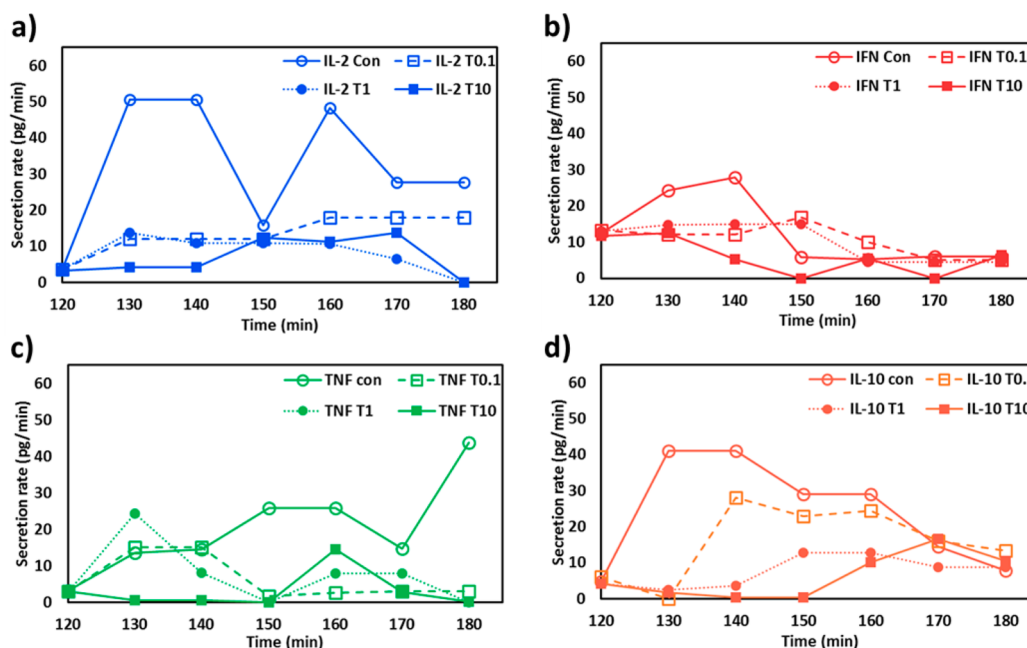 a)
IL-2 Con
IL-2 T0.1
IL-2 T1
IL-2 T10
Secretion rate (pg/min)
60
50
40
30
20
10
0
120 130 140 150 160 170 180
Time (min)
b)
IFN Con
IFN T0.1
IFN T1
IFN T10
Secretion rate (pg/min)
60
50
40
30
20
10
0
120 130 140 150 160 170 180
Time (min)
c)
TNF con
TNF T0.1
TNF T1
TNF T10
Secretion rate (pg/min)
60
50
40
30
20
10
0
120 130 140 150 160 170 180
Time (min)
d)
IL-10 con
IL-10 T0.
IL-10 T1
IL-10 T10
Secretion rate (pg/min)
60
50
40
30
20
10
0
120 130 140 150 160 170 180
Time (min)